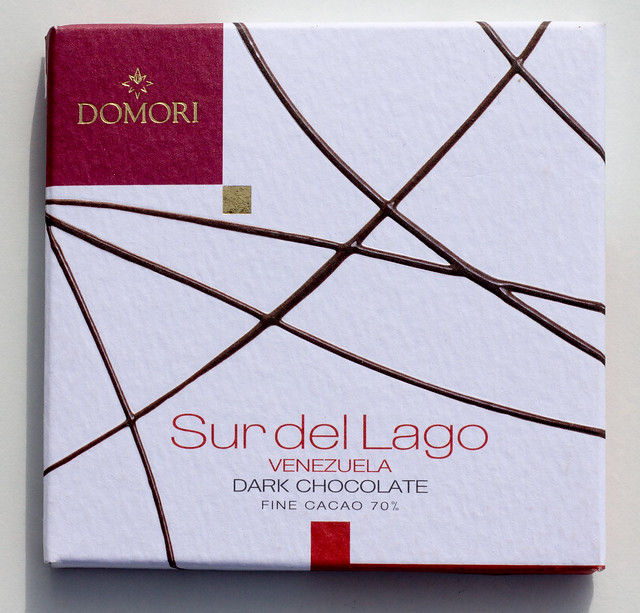 DOMORI
Sur del Lago
VENEZUELA
DARK CHOCOLATE
FINE CACAO 70%